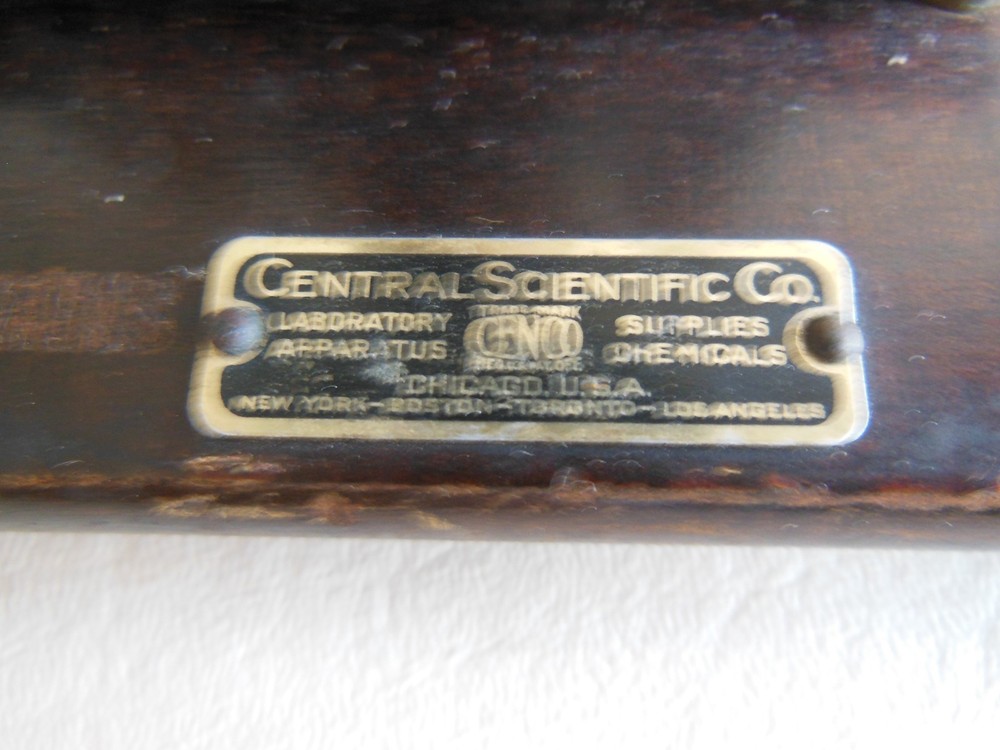 CENTRAL SCIENTIFIC CO.
LABORATORY APPARATUS
TRADE MARK
CENCO
SUPPLIES CHEMICALS
CHICAGO, U.S.A.
NEW YORK-BOSTON-TORONTO-LOS ANGELES